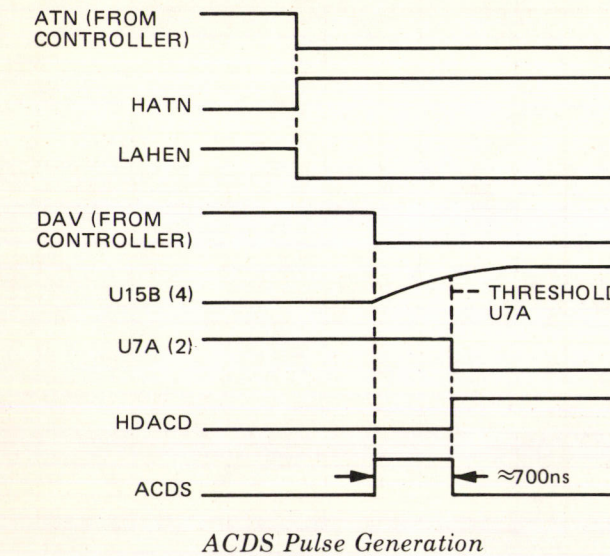 ATN (FROM
CONTROLLER)
HATN
LAHEN
DAV (FROM
CONTROLLER)
U15B (4)
THRESHOLD
U7A
U7A (2)
HDACD
ACDS
≈700ns
ACDS Pulse Generation